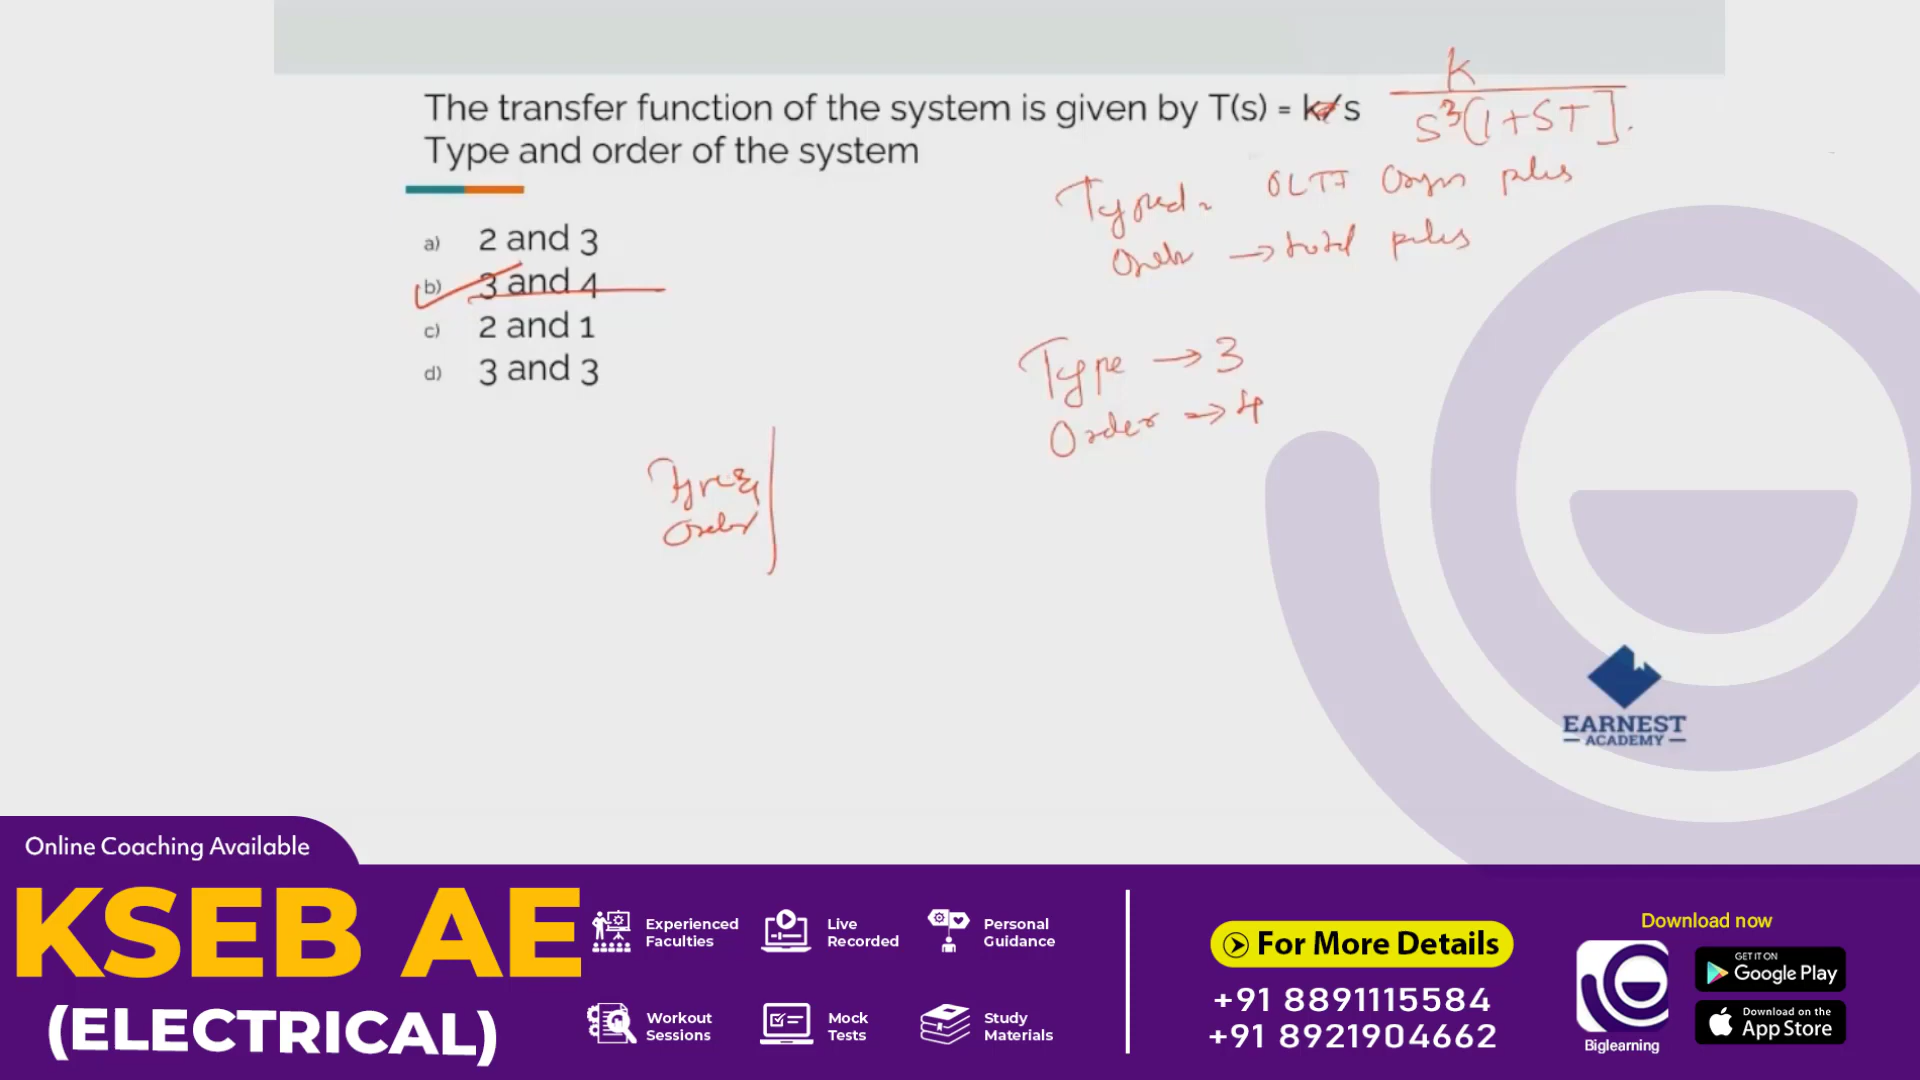 The transfer function of the system is given by T(s) = k/s
K
S³(1+ST].
Type and order of the system
OLTF Origin poles
→ total poles
a) 2 and 3
b) 3 and 4
c) 2 and 1
d) 3 and 3
Type → 3
Order → 4
Order
EARNEST
ACADEMY
Online Coaching Available
KSEB AE
(ELECTRICAL)
Experienced
Faculties
Live
Recorded
Personal
Guidance
Workout
Sessions
Mock
Tests
Study
Materials
For More Details
+91 8891115584
+91 8921904662
Download now
Biglearning
GET IT ON
Google Play
Download on the
App Store